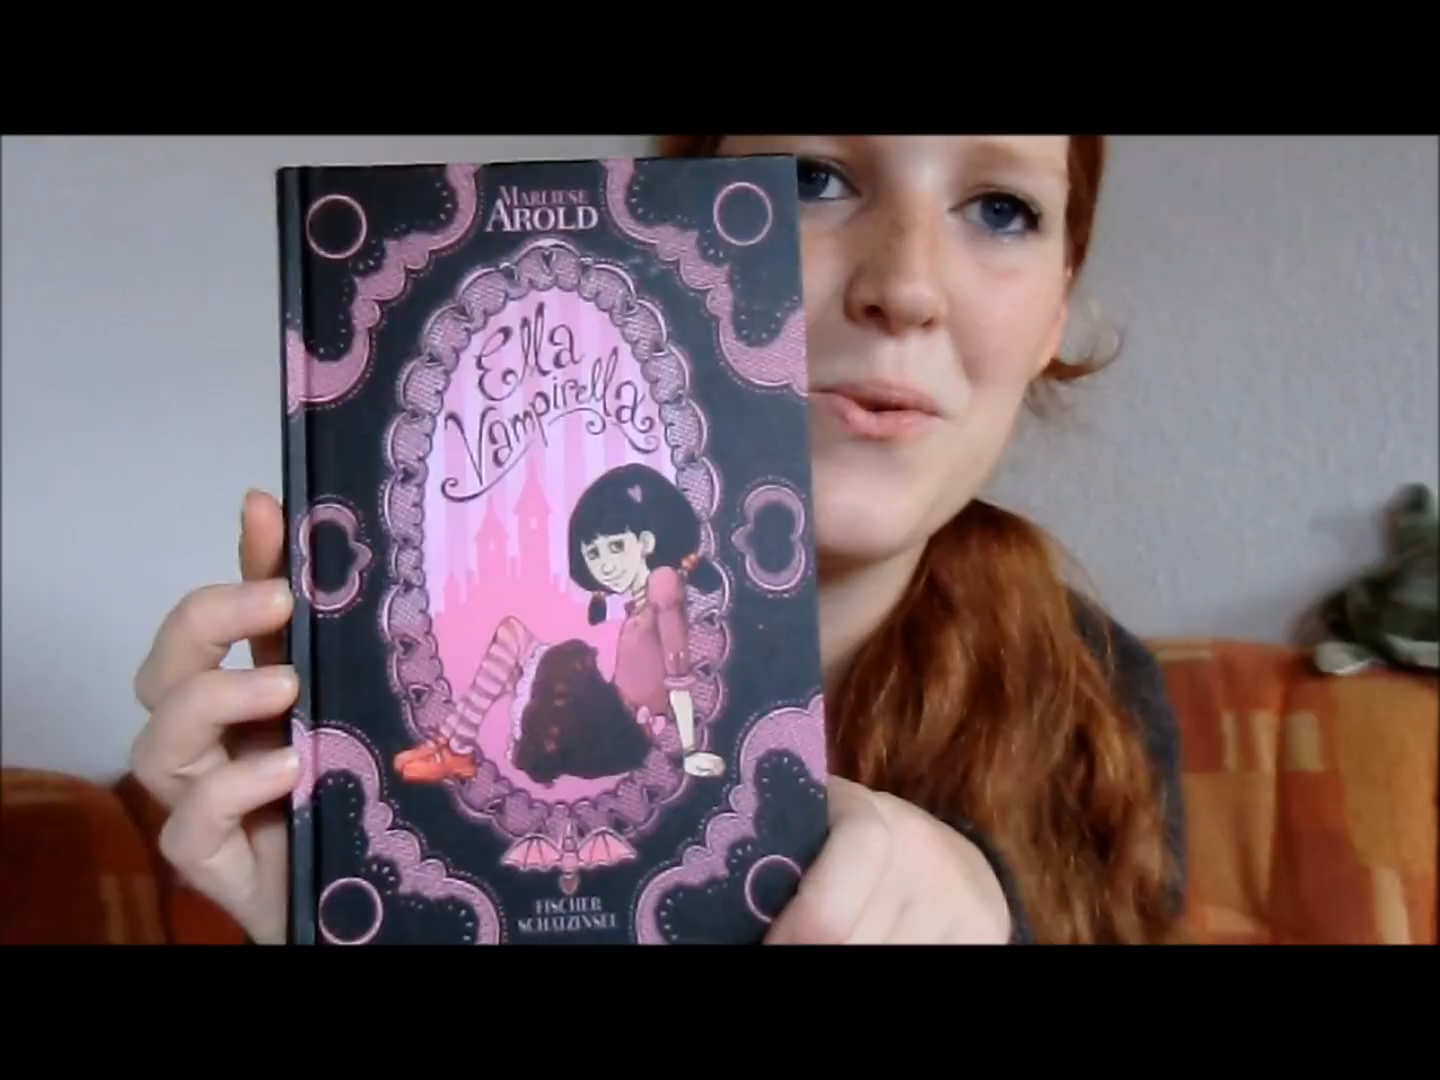 MARLIESE
AROLD
Ella
Vampirella
FISCHER
SCHATZINSEL